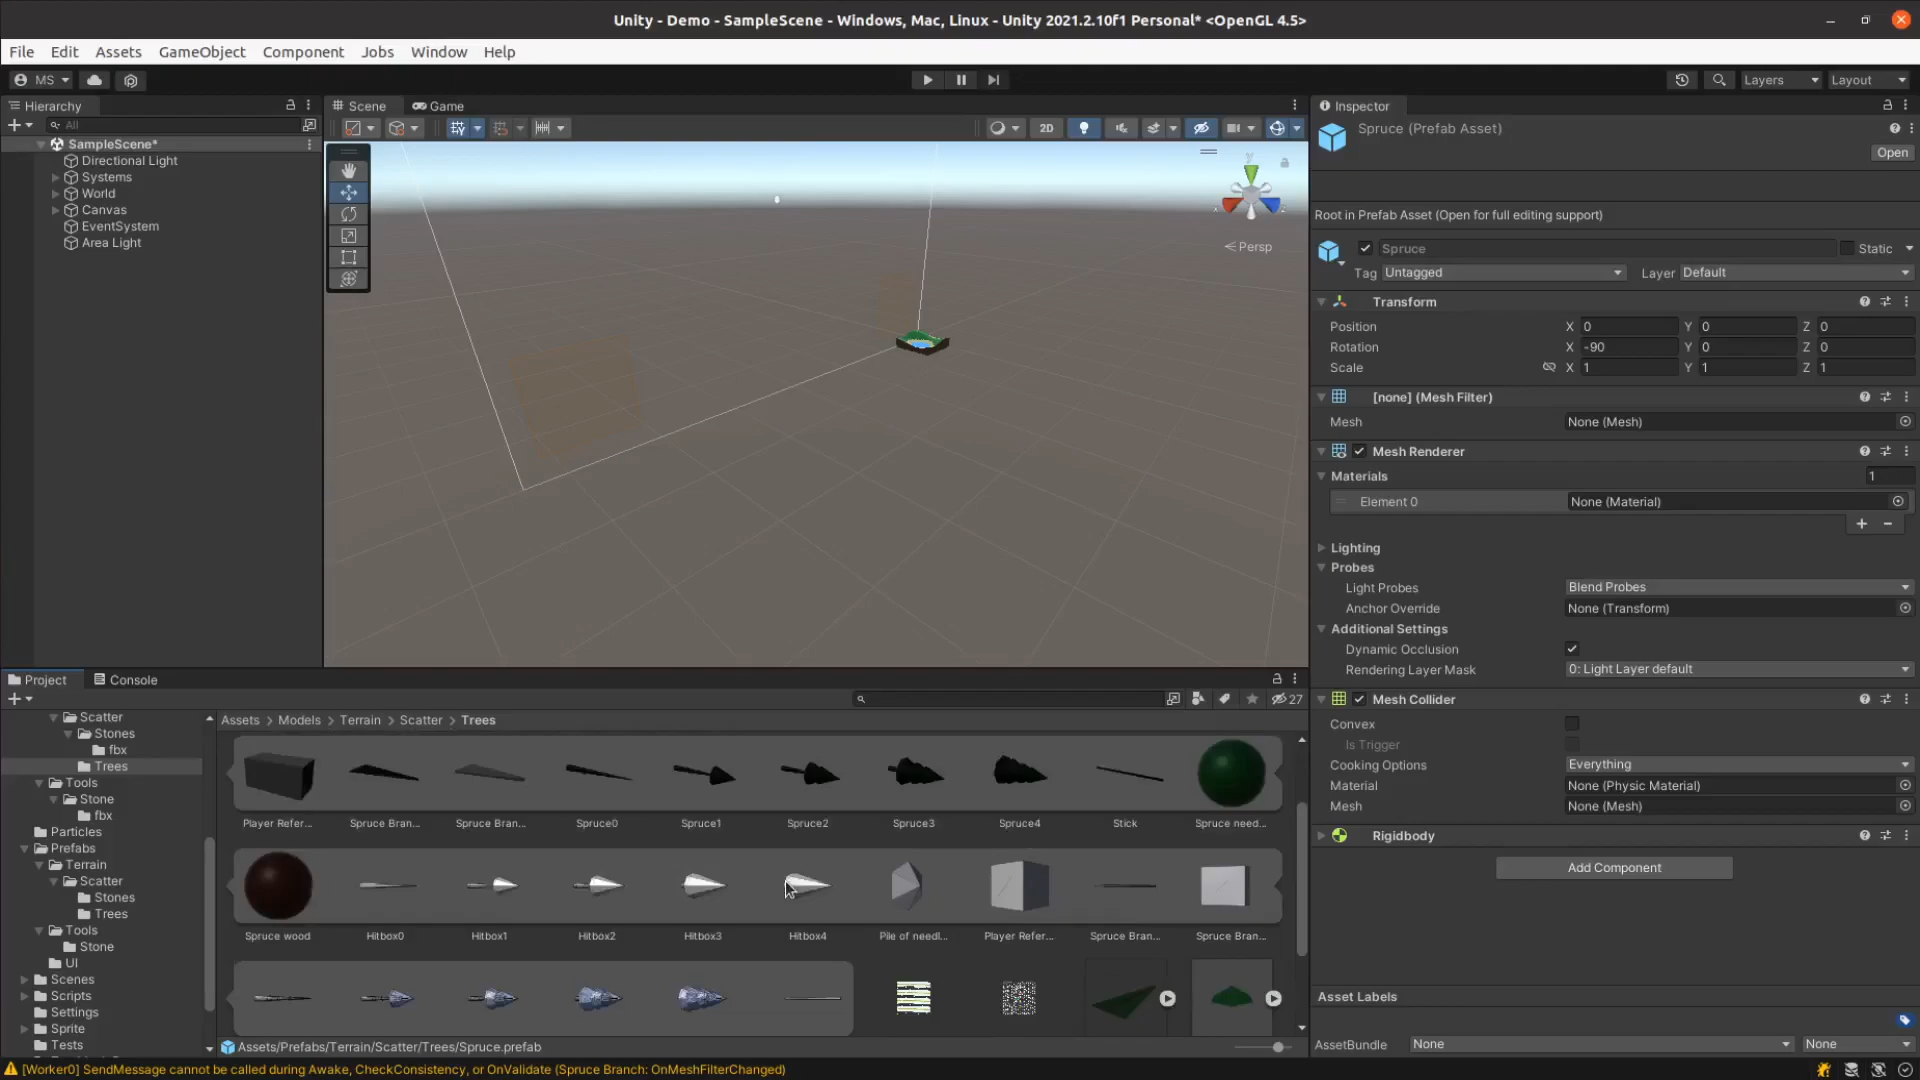 Unity - Demo - SampleScene - Windows, Mac, Linux - Unity 2021.2.10f1 Personal* <OpenGL 4.5>
File Edit Assets GameObject Component Jobs Window Help
MS Layers Layout
Hierarchy
All
SampleScene*
Directional Light
Systems
World
Canvas
EventSystem
Area Light
Scene Game
2D
y
Persp
Inspector
Spruce (Prefab Asset)
Open
Root in Prefab Asset (Open for full editing support)
Spruce Static
Tag Untagged Layer Default
Transform
Position X 0 Y 0 Z 0
Rotation X -90 Y 0 Z 0
Scale X 1 Y 1 Z 1
[none] (Mesh Filter)
Mesh None (Mesh)
Mesh Renderer
Materials 1
Element 0 None (Material)
Lighting
Probes
Light Probes Blend Probes
Anchor Override None (Transform)
Additional Settings
Dynamic Occlusion
Rendering Layer Mask 0: Light Layer default
Mesh Collider
Convex
Is Trigger
Cooking Options Everything
Material None (Physic Material)
Mesh None (Mesh)
Rigidbody
Add Component
Asset Labels
AssetBundle None None
Project Console
27
Scatter
Stones
fbx
Trees
Tools
Stone
fbx
Particles
Prefabs
Terrain
Scatter
Stones
Trees
Tools
Stone
UI
Scenes
Scripts
Settings
Sprite
Tests
Assets > Models > Terrain > Scatter > Trees
Player Refer... Spruce Bran... Spruce Bran... Spruce0 Spruce1 Spruce2 Spruce3 Spruce4 Stick Spruce need...
Spruce wood Hitbox0 Hitbox1 Hitbox2 Hitbox3 Hitbox4 Pile of needl... Player Refer... Spruce Bran... Spruce Bran...
Assets/Prefabs/Terrain/Scatter/Trees/Spruce.prefab
[Worker0] SendMessage cannot be called during Awake, CheckConsistency, or OnValidate (Spruce Branch: OnMeshFilterChanged)